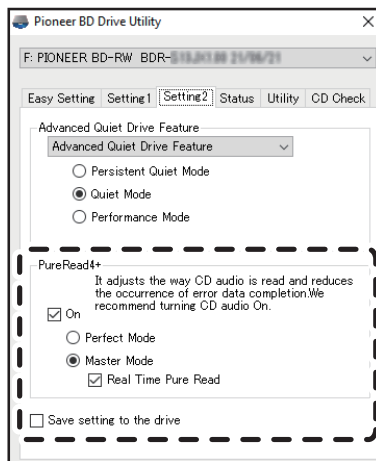 Pioneer BD Drive Utility
F: PIONEER BD-RW BDR-
Easy Setting Setting1 Setting2 Status Utility CD Check
Advanced Quiet Drive Feature
Advanced Quiet Drive Feature
Persistent Quiet Mode
Quiet Mode
Performance Mode
PureRead4+
It adjusts the way CD audio is read and reduces
the occurrence of error data completion.We
recommend turning CD audio On.
On
Perfect Mode
Master Mode
Real Time Pure Read
Save setting to the drive